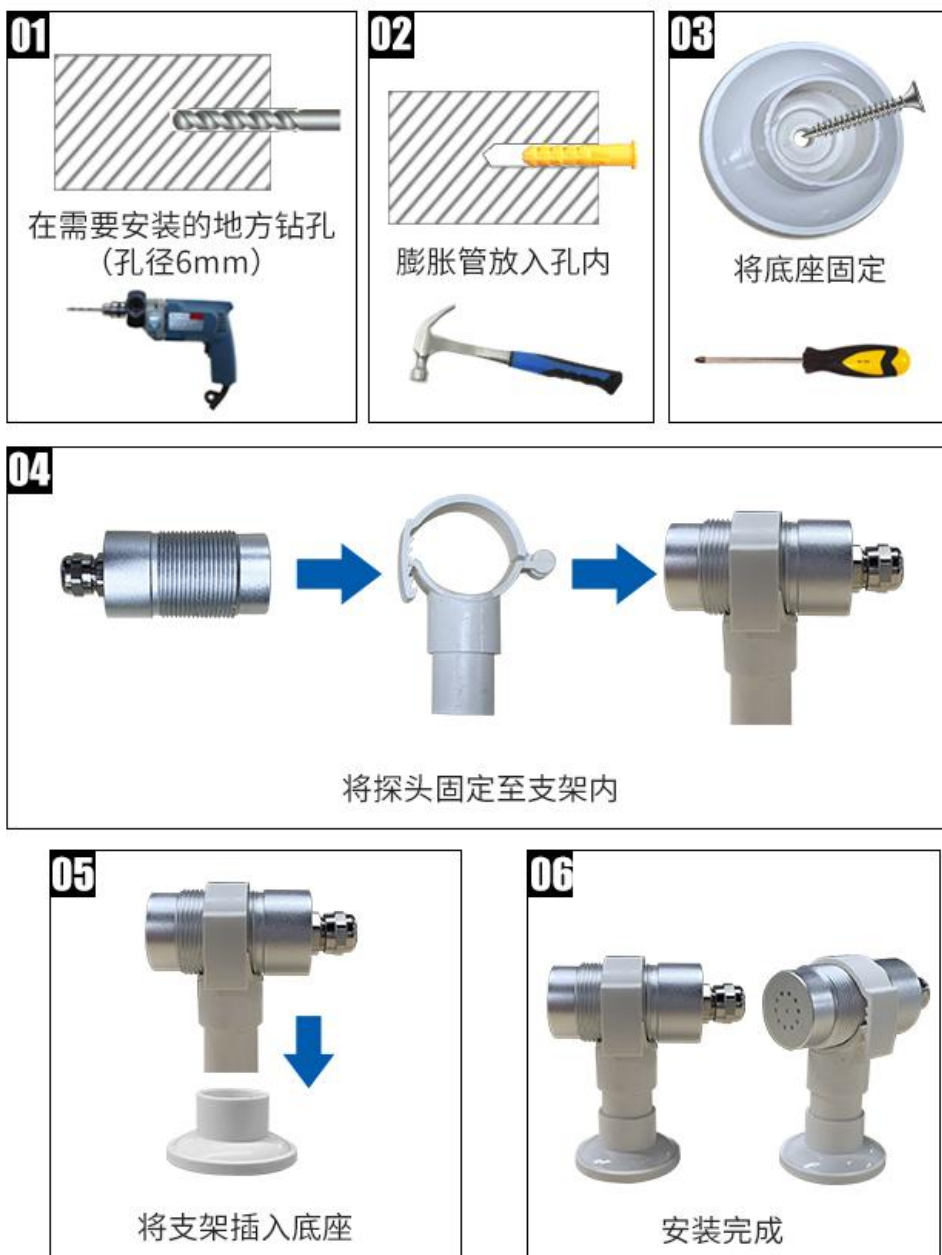 01
在需要安装的地方钻孔
（孔径6mm）
02
膨胀管放入孔内
03
将底座固定
04
将探头固定至支架内
05
将支架插入底座
06
安装完成